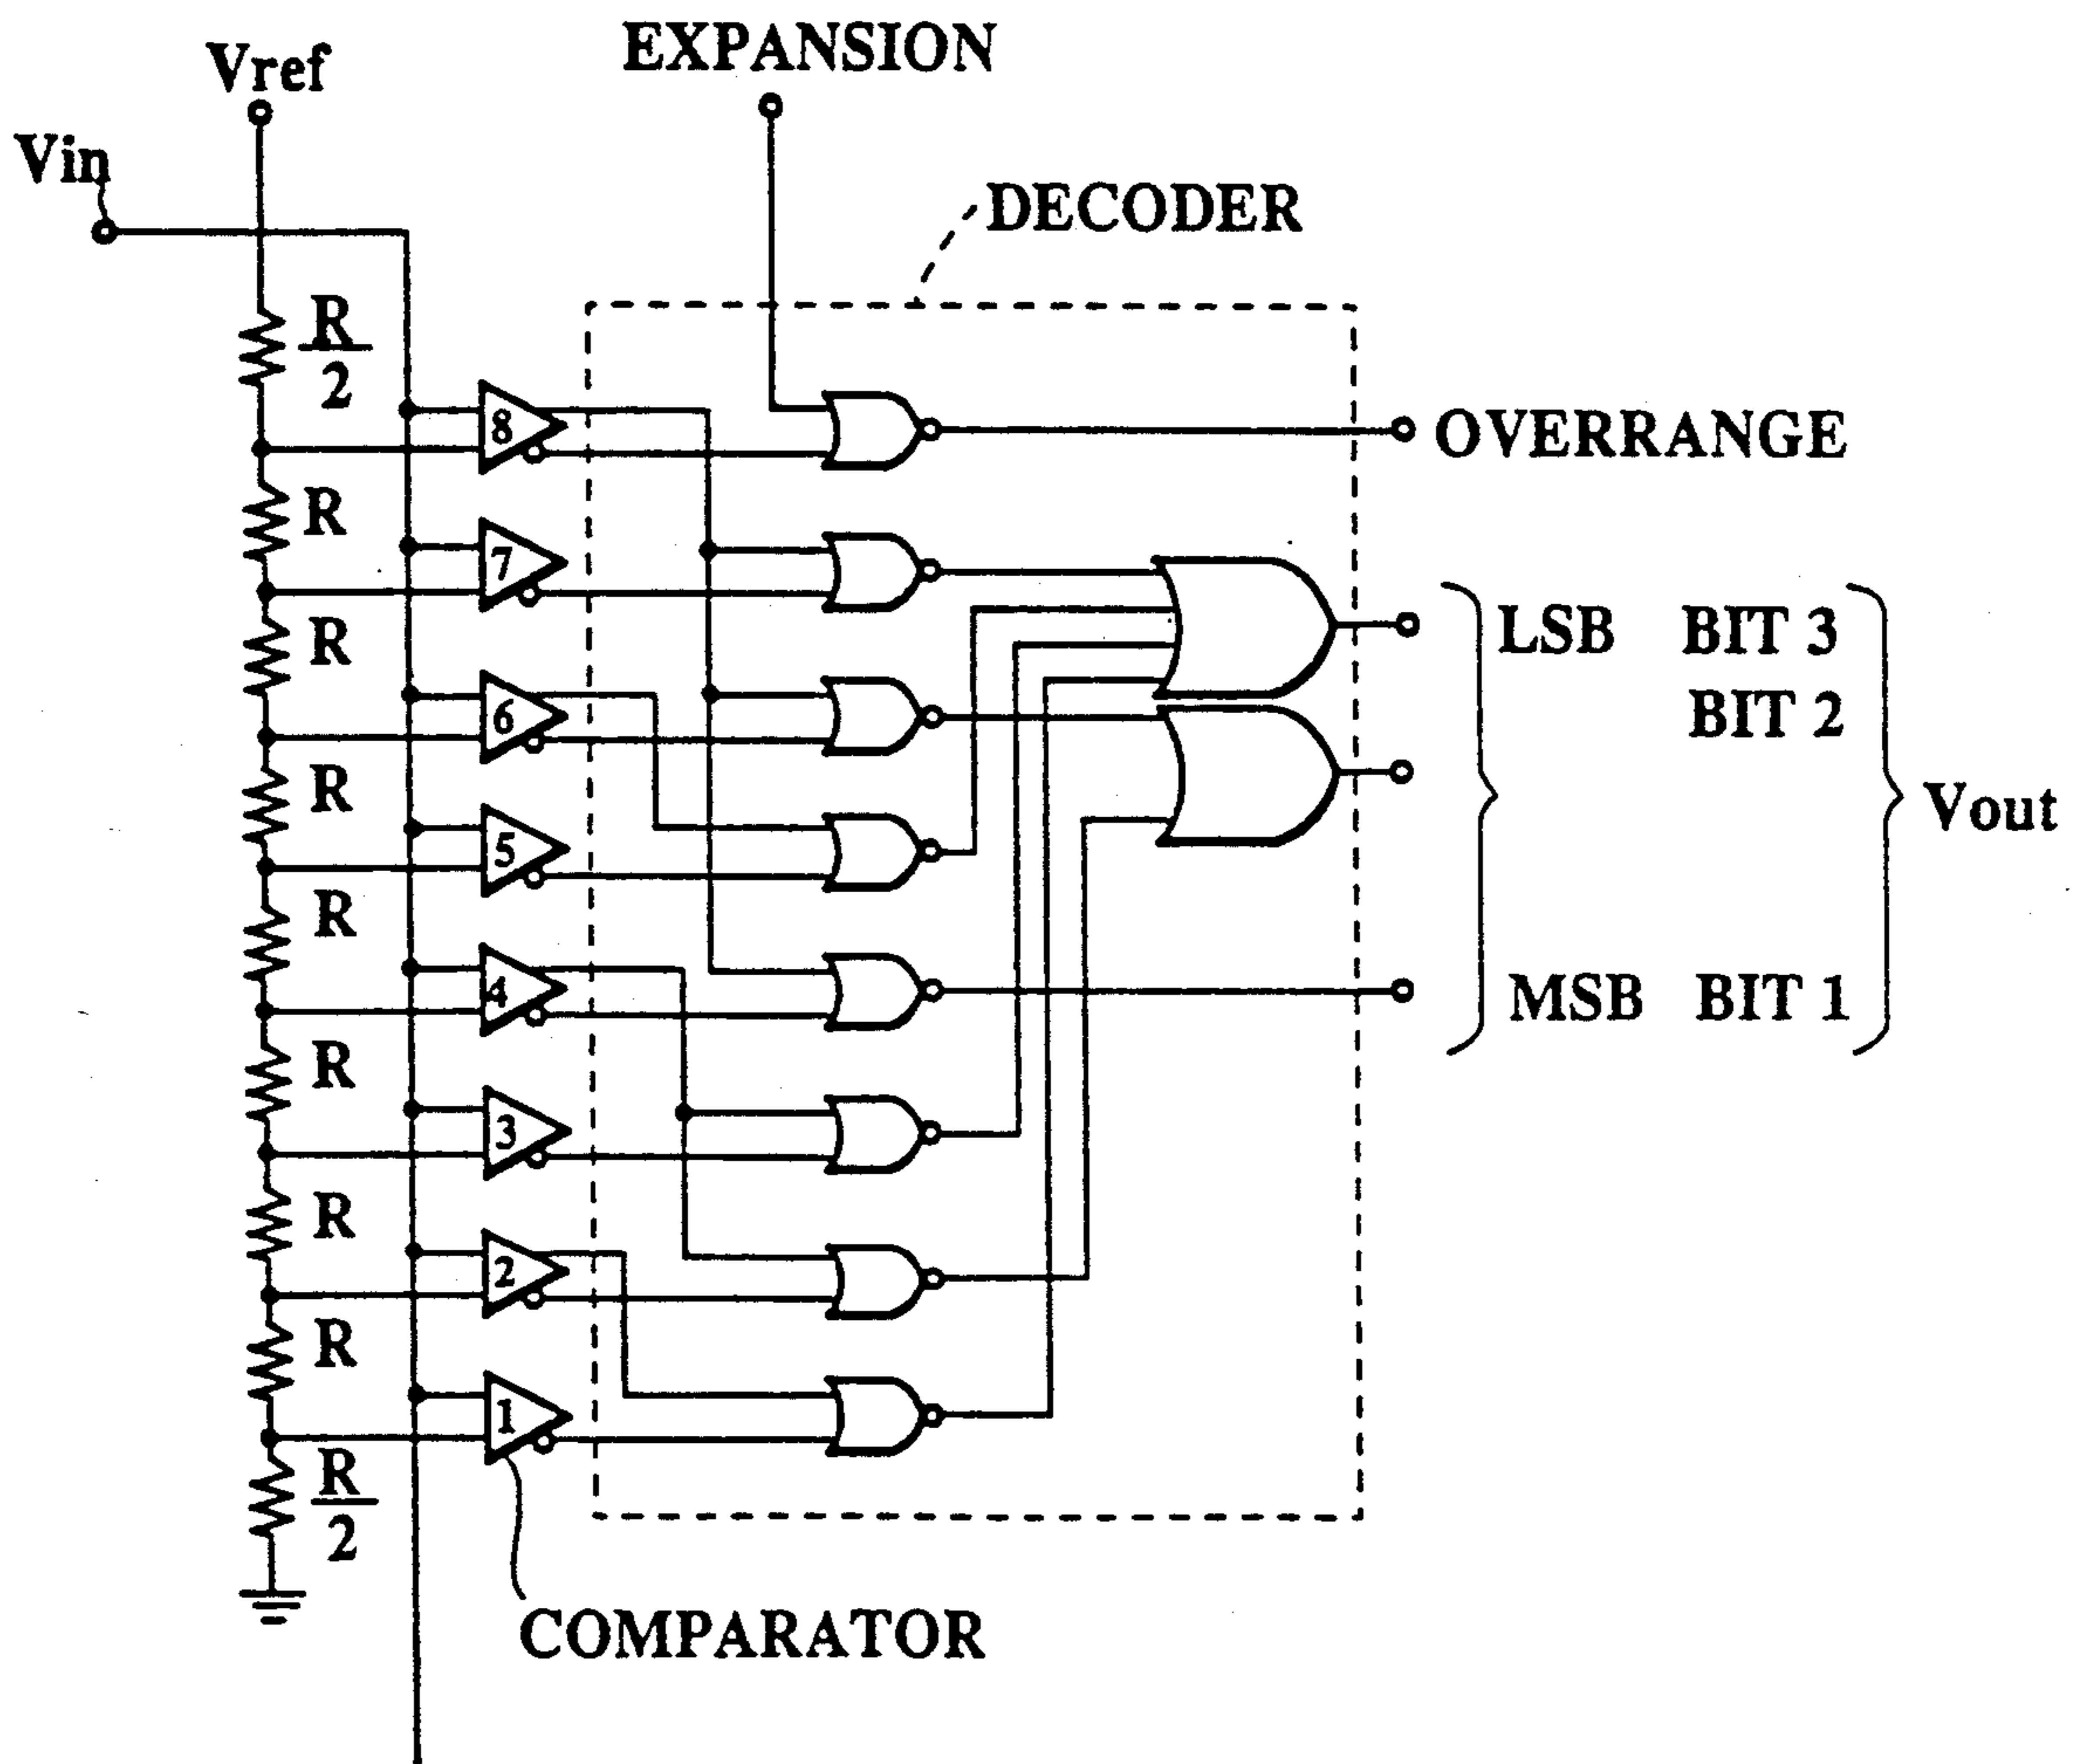 EXPANSION
Vref
Vin
DECODER
R
2
8
OVERRANGE
R
7
R
LSB BIT 3
6
BIT 2
R
5
Vout
R
4
MSB BIT 1
R
3
R
2
R
1
R
2
COMPARATOR